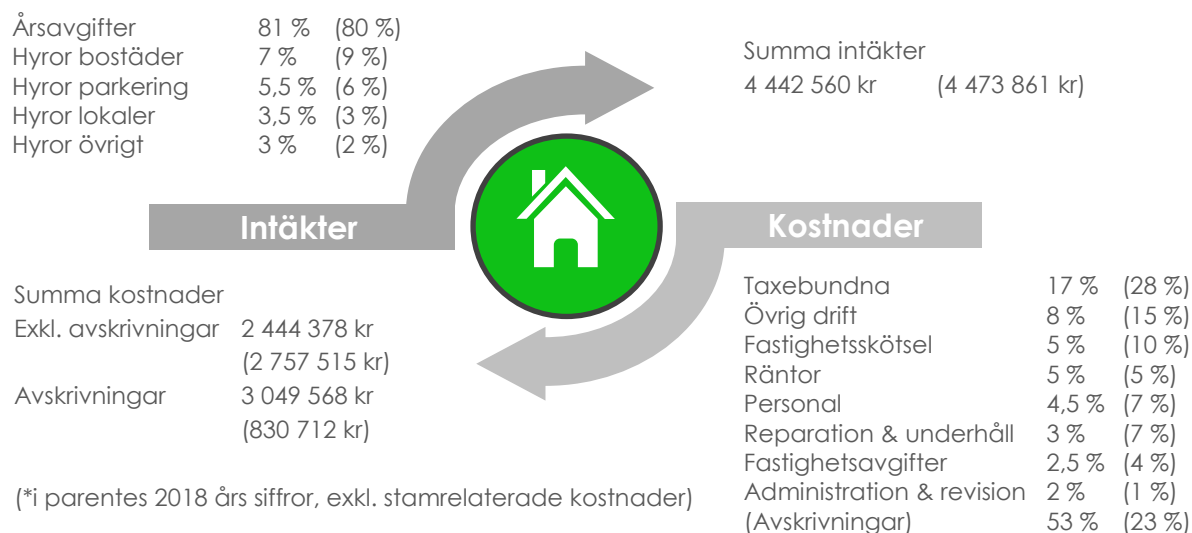 Årsavgifter 81 % (80 %)
Hyror bostäder 7 % (9 %)
Hyror parkering 5,5 % (6 %)
Hyror lokaler 3,5 % (3 %)
Hyror övrigt 3 % (2 %)
Summa intäkter
4 442 560 kr (4 473 861 kr)
Intäkter
Kostnader
Summa kostnader
Exkl. avskrivningar 2 444 378 kr
(2 757 515 kr)
Avskrivningar 3 049 568 kr
(830 712 kr)
(*i parentes 2018 års siffror, exkl. stamrelaterade kostnader)
Taxebundna 17 % (28 %)
Övrig drift 8 % (15 %)
Fastighetsskötsel 5 % (10 %)
Räntor 5 % (5 %)
Personal 4,5 % (7 %)
Reparation & underhåll 3 % (7 %)
Fastighetsavgifter 2,5 % (4 %)
Administration & revision 2 % (1 %)
(Avskrivningar) 53 % (23 %)